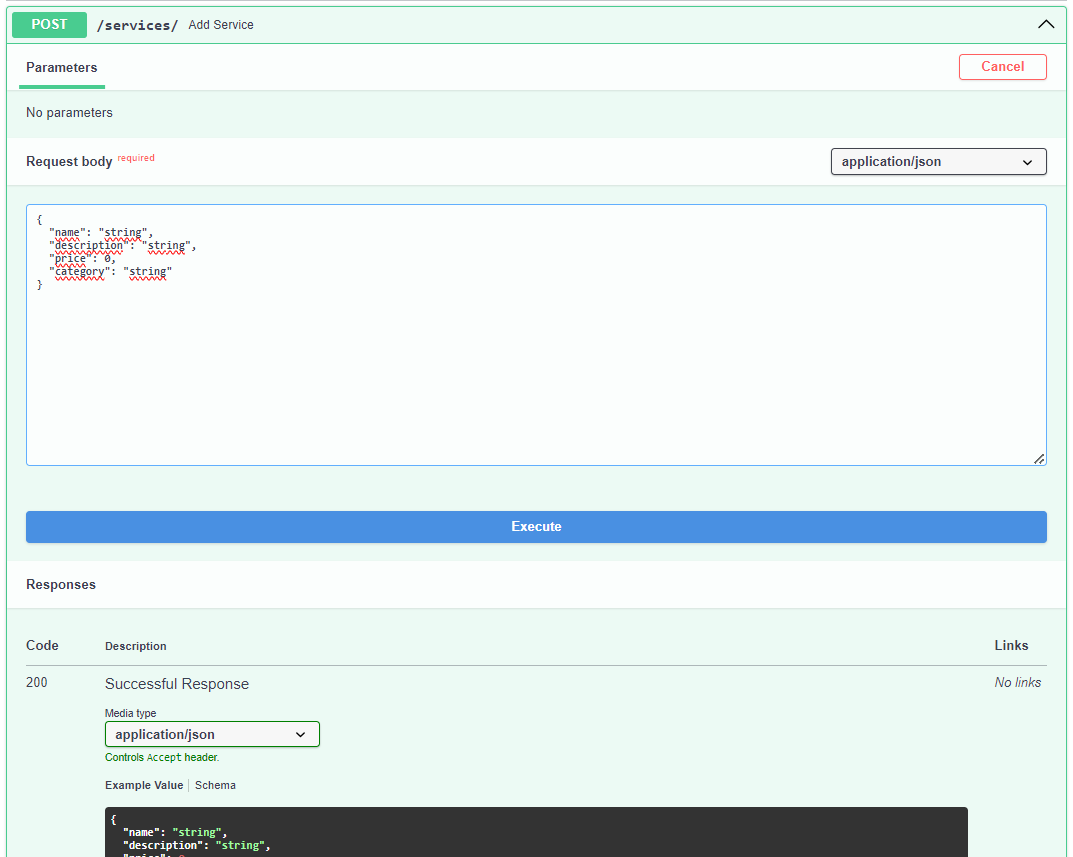 POST /services/ Add Service
Parameters
Cancel
No parameters
Request body required
application/json
{
  "name": "string",
  "description": "string",
  "price": 0,
  "category": "string"
}
Execute
Responses
Code Description Links
200 Successful Response No links
Media type
application/json
Controls Accept header.
Example Value Schema
{
  "name": "string",
  "description": "string",
  "price": 0